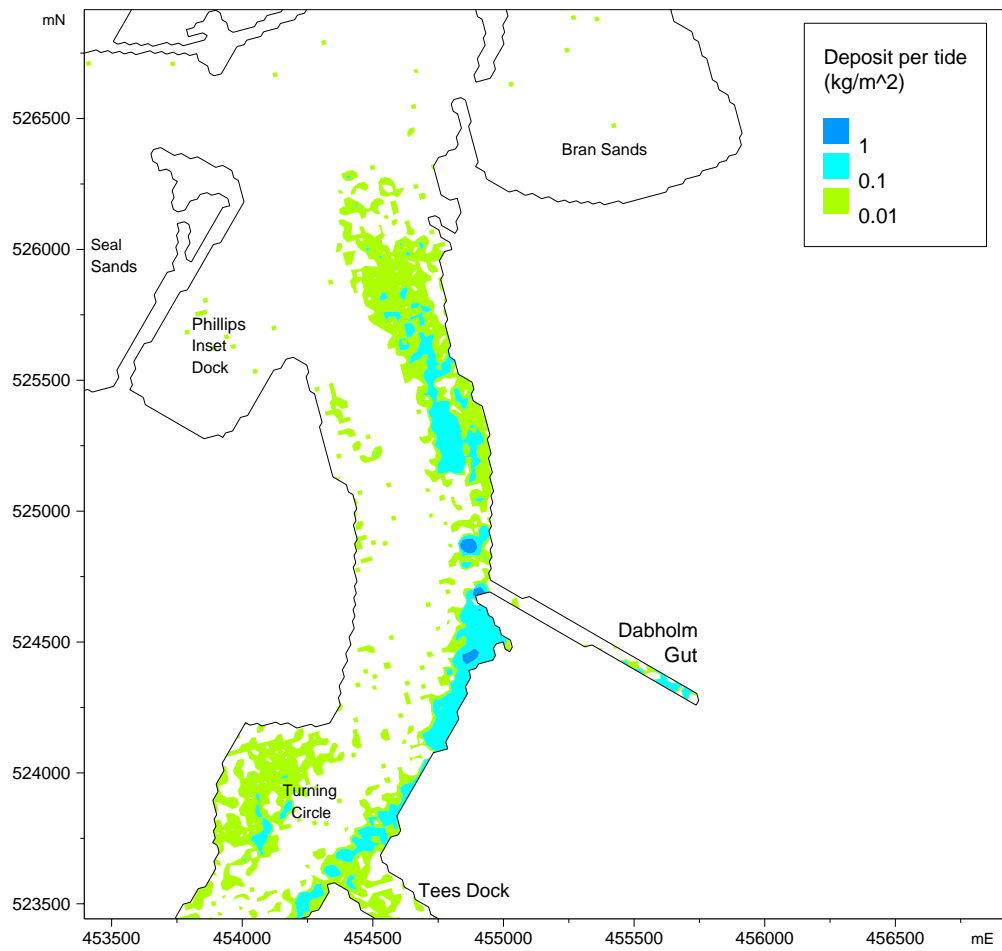 mN
Deposit per tide
(kg/m^2)
1
0.1
0.01
526500
Bran Sands
526000
Seal
Sands
Phillips
Inset
Dock
525500
525000
524500
Dabholm
Gut
524000
Turning
Circle
523500
Tees Dock
453500
454000
454500
455000
455500
456000
456500
mE